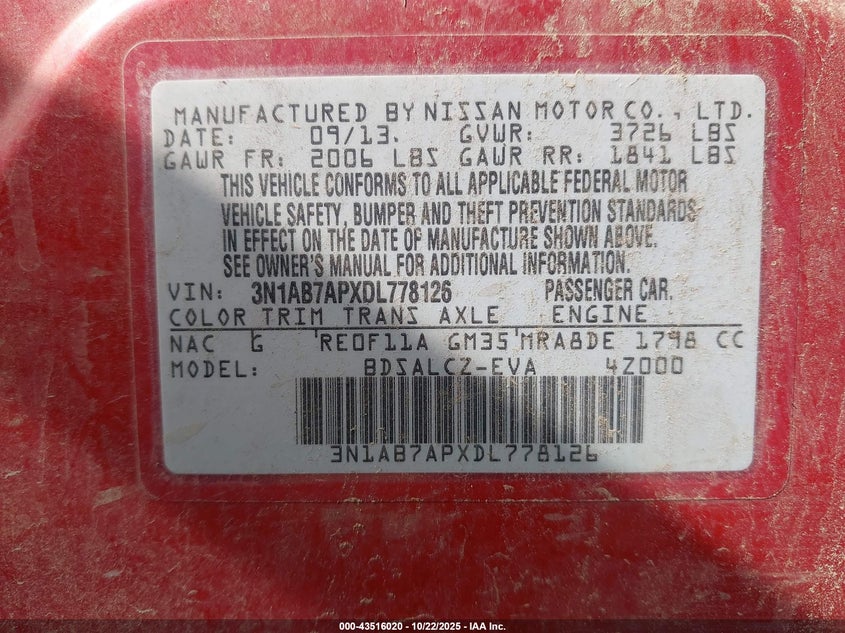 MANUFACTURED BY NISSAN MOTOR CO., LTD.
DATE: 09/13. GVWR: 3726 LBS
GAWR FR: 2006 LBS GAWR RR: 1841 LBS
THIS VEHICLE CONFORMS TO ALL APPLICABLE FEDERAL MOTOR
VEHICLE SAFETY, BUMPER AND THEFT PREVENTION STANDARDS
IN EFFECT ON THE DATE OF MANUFACTURE SHOWN ABOVE.
SEE OWNER'S MANUAL FOR ADDITIONAL INFORMATION.
VIN: 3N1AB7APXDL778126 PASSENGER CAR.
COLOR TRIM TRANS AXLE ENGINE
NAC G RE0F11A GM35 MRA8DE 1798 CC
MODEL: BDSALCZ-EVA 4Z000
3N1AB7APXDL778126
000-43516020 - 10/22/2025 - IAA Inc.